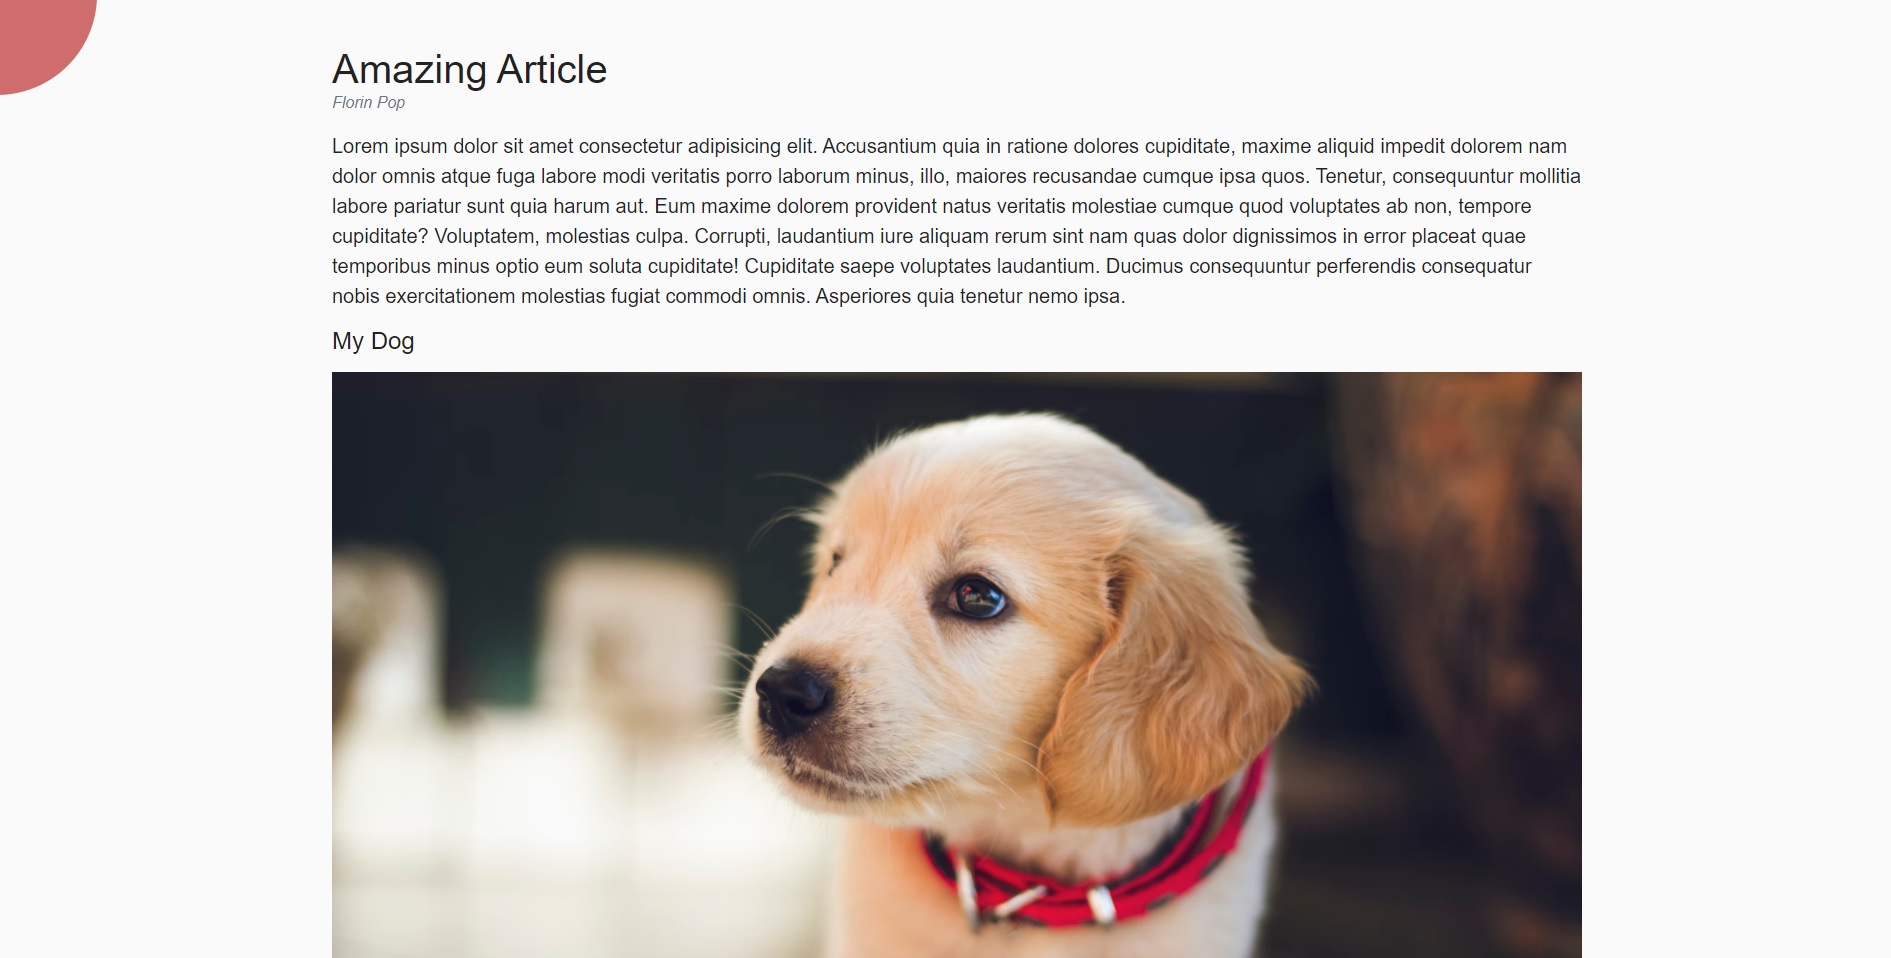 Amazing Article
Florin Pop
Lorem ipsum dolor sit amet consectetur adipisicing elit. Accusantium quia in ratione dolores cupiditate, maxime aliquid impedit dolorem nam
dolor omnis atque fuga labore modi veritatis porro laborum minus, illo, maiores recusandae cumque ipsa quos. Tenetur, consequuntur mollitia
labore pariatur sunt quia harum aut. Eum maxime dolorem provident natus veritatis molestiae cumque quod voluptates ab non, tempore
cupiditate? Voluptatem, molestias culpa. Corrupti, laudantium iure aliquam rerum sint nam quas dolor dignissimos in error placeat quae
temporibus minus optio eum soluta cupiditate! Cupiditate saepe voluptates laudantium. Ducimus consequuntur perferendis consequatur
nobis exercitationem molestias fugiat commodi omnis. Asperiores quia tenetur nemo ipsa.
My Dog